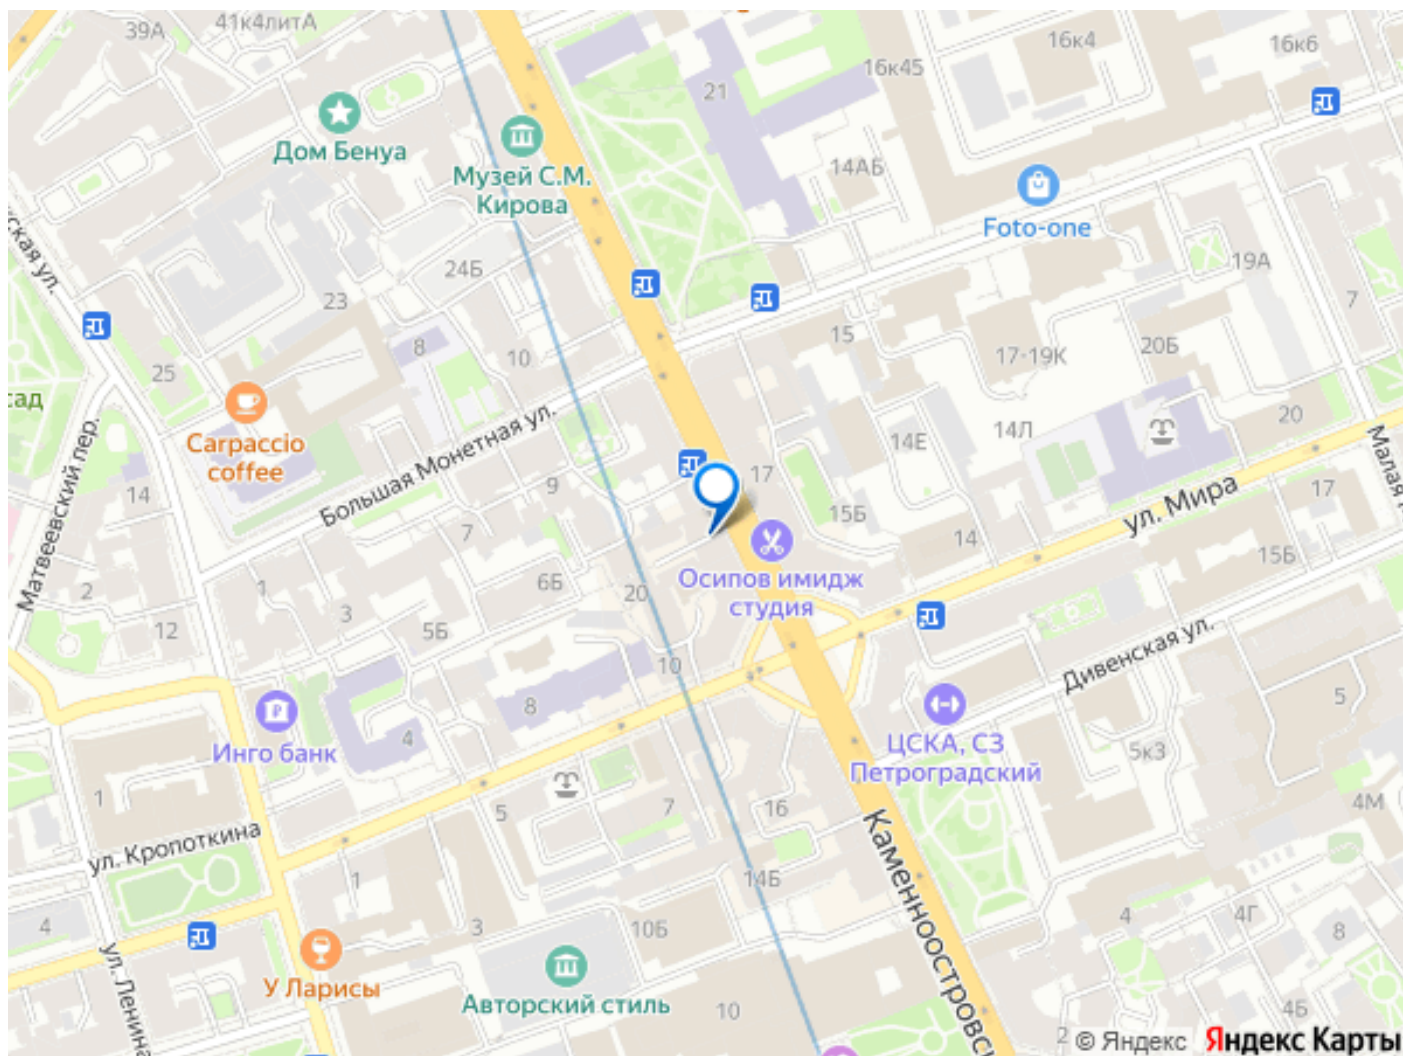 39А
41к4литА
16к4
16к6
16к45
21
Дом Бенуа
Музей С.М.
Кирова
14АБ
Foto-one
ская ул.
24Б
19А
23
7
8
10
15
17-19К
20Б
25
сад
Carpaccio
coffee
20
14Е
14Л
Матвеевский пер.
Большая Монетная ул.
17
Малая
14
9
ул. Мира
17
7
15Б
14
15Б
2
1
6Б
Осипов имидж
студия
20
3
12
5Б
Дивенская ул.
10
8
5
Инго банк
4
ЦСКА, СЗ
Петроградский
5к3
1
5
7
16
4М
ул. Кропоткина
Каменноостровс
1
14Б
4
3
10Б
4
4Г
8
ул. Ленина
У Ларисы
Авторский стиль
10
4Б
2
© Яндекс Яндекс Карты